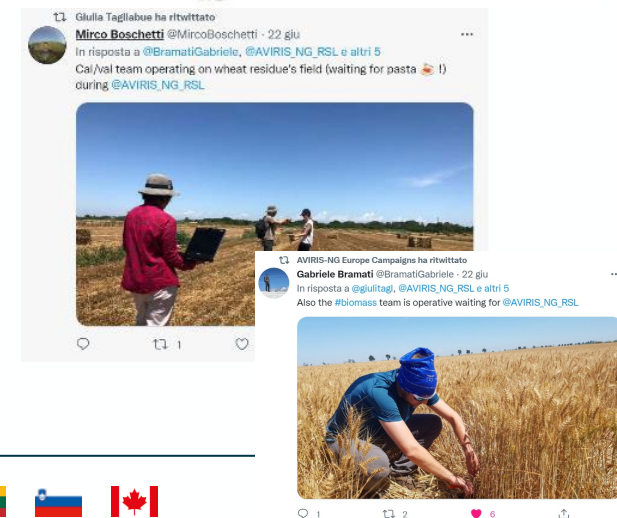 Giulia Tagliabue ha ritwittato
Mirco Boschetti @MircoBoschetti · 22 giu
In risposta a @BramatiGabriele, @AVIRIS_NG_RSL e altri 5
Cal/val team operating on wheat residue's field (waiting for pasta 🍝 !)
during @AVIRIS_NG_RSL
1
AVIRIS-NG Europe Campaigns ha ritwittato
Gabriele Bramati @BramatiGabriele · 22 giu
In risposta a @giulitagl, @AVIRIS_NG_RSL e altri 5
Also the #biomass team is operative waiting for @AVIRIS_NG_RSL
1 2 6